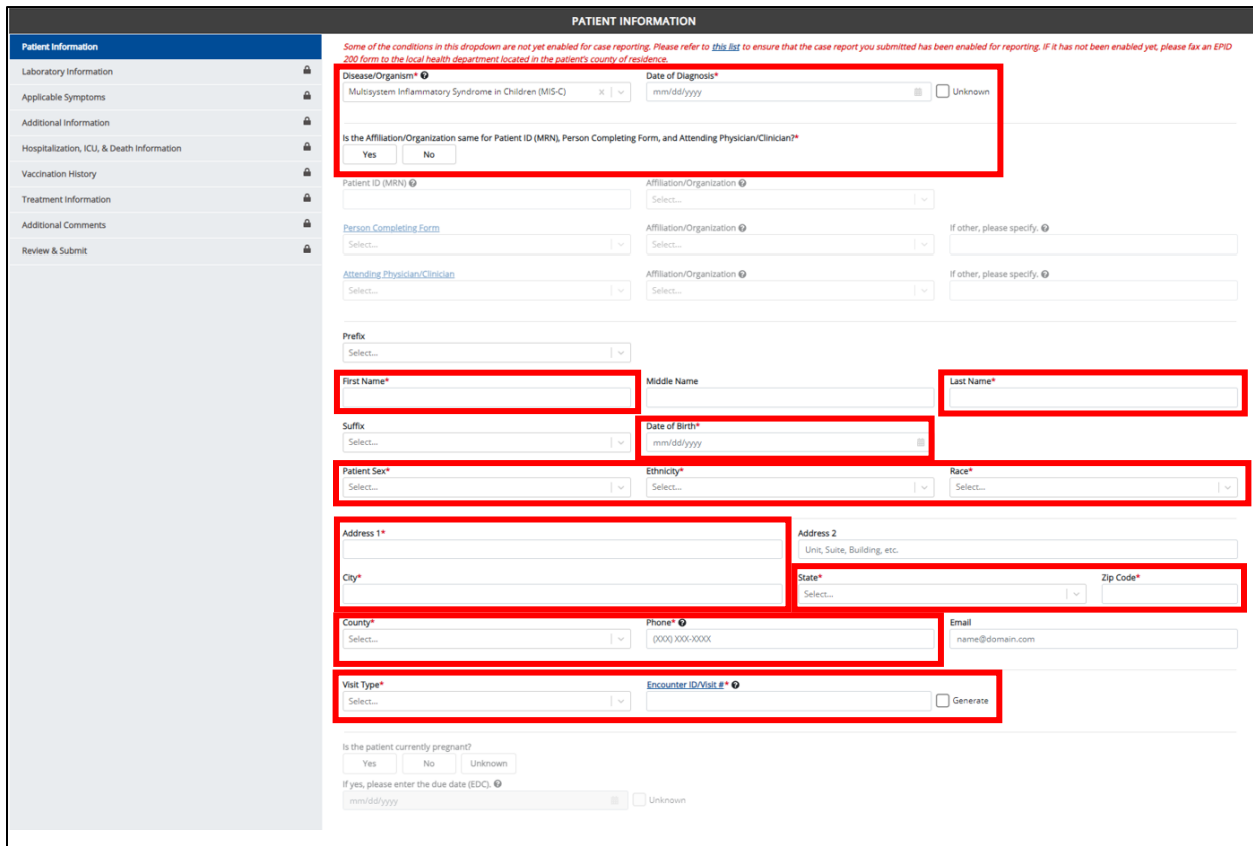 PATIENT INFORMATION
Patient Information
Laboratory Information
Applicable Symptoms
Additional Information
Hospitalization, ICU, & Death Information
Vaccination History
Treatment Information
Additional Comments
Review & Submit
Some of the conditions in this dropdown are not yet enabled for case reporting. Please refer to this list to ensure that the case report you submitted has been enabled for reporting. IF it has not been enabled yet, please fax an EPID
200 form to the local health department located in the patient's county of residence.
Disease/Organism* Date of Diagnosis*
Multisystem Inflammatory Syndrome in Children (MIS-C) mm/dd/yyyy Unknown
Is the Affiliation/Organization same for Patient ID (MRN), Person Completing Form, and Attending Physician/Clinician?*
Yes No
Patient ID (MRN) Affiliation/Organization
Select...
Person Completing Form Affiliation/Organization If other, please specify.
Select... Select...
Attending Physician/Clinician Affiliation/Organization If other, please specify.
Select... Select...
Prefix
Select...
First Name* Middle Name Last Name*
Suffix Date of Birth*
Select... mm/dd/yyyy
Patient Sex* Ethnicity* Race*
Select... Select... Select...
Address 1* Address 2
Unit, Suite, Building, etc.
City* State* Zip Code*
Select...
County* Phone* Email
Select... (XXX) XXX-XXXX name@domain.com
Visit Type* Encounter ID/Visit #*
Select... Generate
Is the patient currently pregnant?
Yes No Unknown
If yes, please enter the due date (EDC).
mm/dd/yyyy Unknown